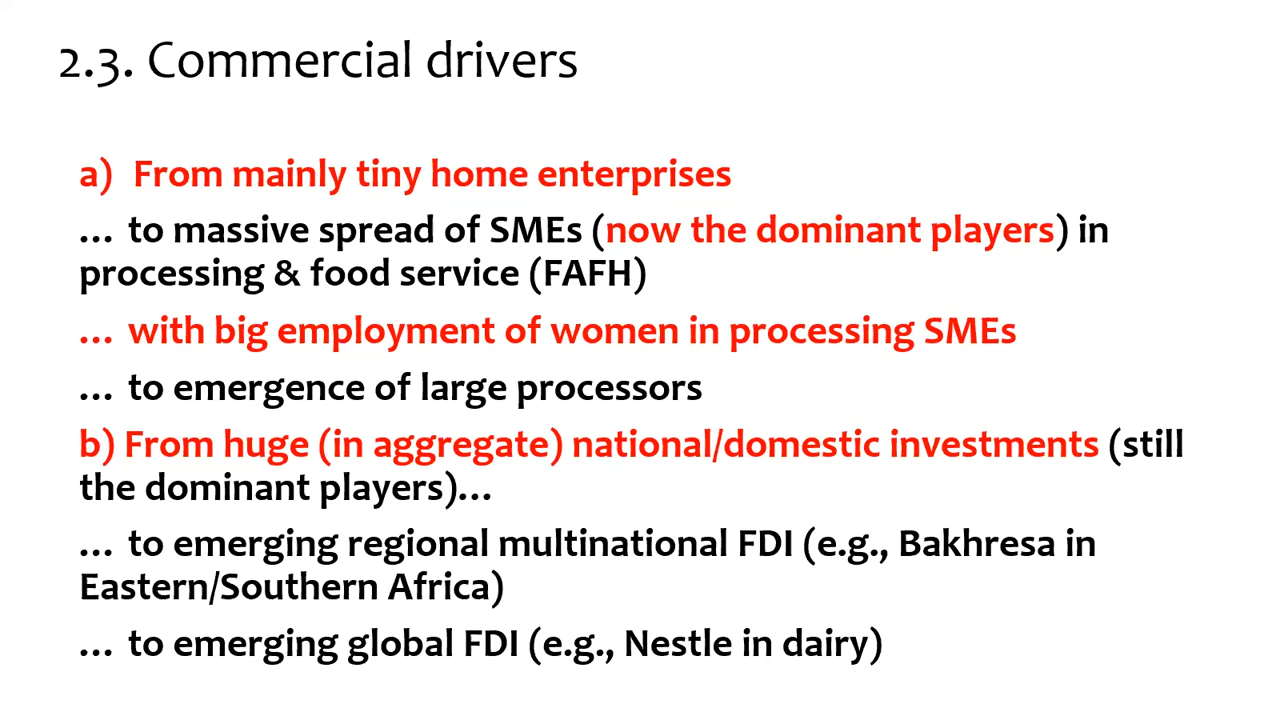 2.3. Commercial drivers
a) From mainly tiny home enterprises
… to massive spread of SMEs (now the dominant players) in
processing & food service (FAFH)
… with big employment of women in processing SMEs
… to emergence of large processors
b) From huge (in aggregate) national/domestic investments (still
the dominant players)…
… to emerging regional multinational FDI (e.g., Bakhresa in
Eastern/Southern Africa)
… to emerging global FDI (e.g., Nestle in dairy)